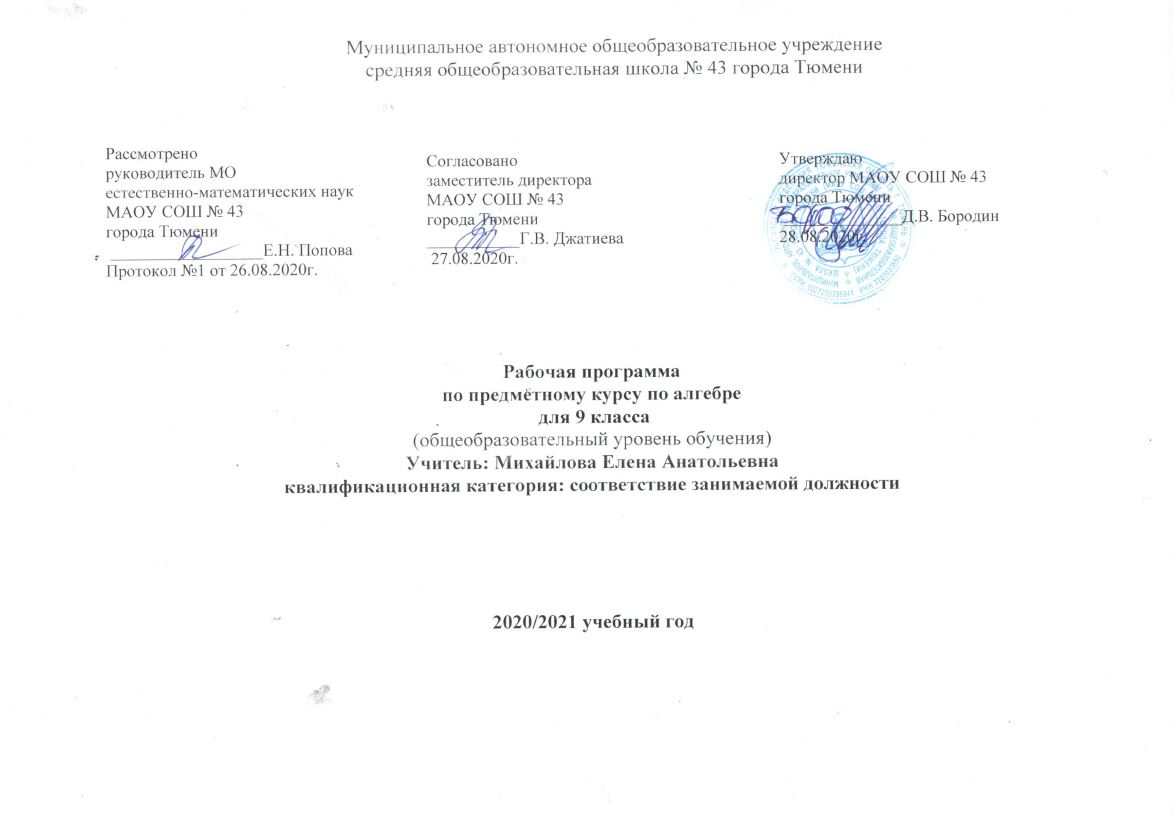 Муниципальное автономное общеобразовательное учреждение
средняя общеобразовательная школа № 43 города Тюмени
Рассмотрено
руководитель МО
естественно-математических наук
МАОУ СОШ № 43
города Тюмени
__________________Е.Н. Попова
Протокол №1 от 26.08.2020г.
Согласовано
заместитель директора
МАОУ СОШ № 43
города Тюмени
___________Г.В. Джатиева
27.08.2020г.
Утверждаю
директор МАОУ СОШ № 43
города Тюмени
Д.В. Бородин
28.08.2020г.
Рабочая программа
по предметному курсу по алгебре
для 9 класса
(общеобразовательный уровень обучения)
Учитель: Михайлова Елена Анатольевна
квалификационная категория: соответствие занимаемой должности
2020/2021 учебный год